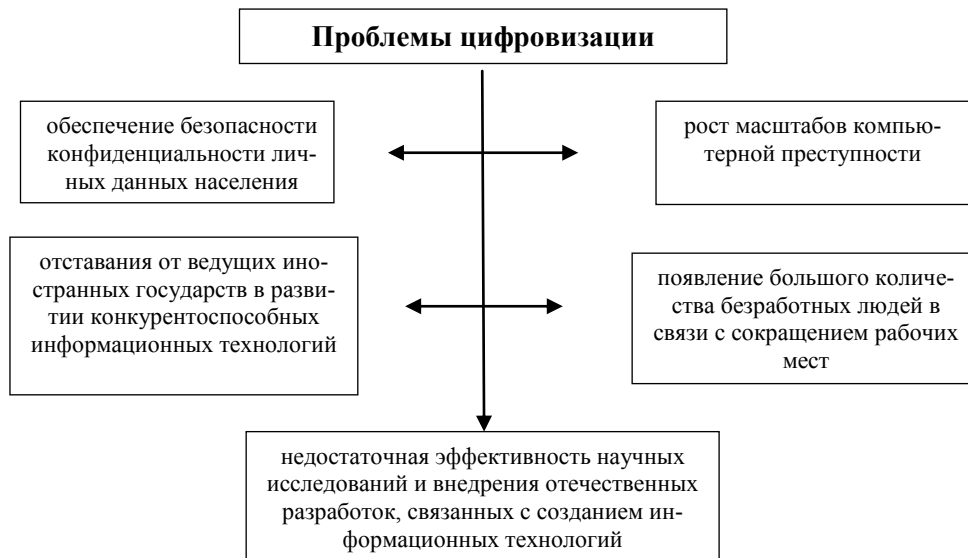 Проблемы цифровизации
обеспечение безопасности
конфиденциальности лич-
ных данных населения
рост масштабов компью-
терной преступности
отставания от ведущих ино-
странных государств в разви-
тии конкурентоспособных
информационных технологий
появление большого количе-
ства безработных людей в
связи с сокращением рабочих
мест
недостаточная эффективность научных
исследований и внедрения отечественных
разработок, связанных с созданием ин-
формационных технологий